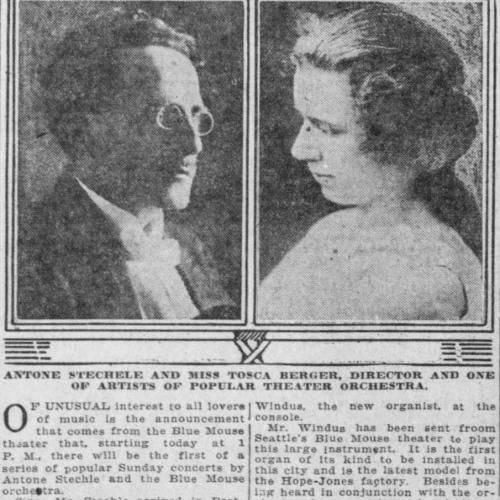 ANTONE STECHELE AND MISS TOSCA BERGER, DIRECTOR AND ONE
OF ARTISTS OF POPULAR THEATER ORCHESTRA.
OF UNUSUAL interest to all lovers
of music is the announcement
that comes from the Blue Mouse
theater that, starting today at 1
P. M., there will be the first of a
series of popular Sunday concerts by
Antone Stechle and the Blue Mouse
orchestra.
Windus, the new organist, at the
console.
Mr. Windus has been sent froom
Seattle's Blue Mouse theater to play
this large instrument. It is the first
organ of its kind to be installed in
this city and is the latest model from
the Hope-Jones faqtory. Besides be-
ing heard in conjunction with the or-